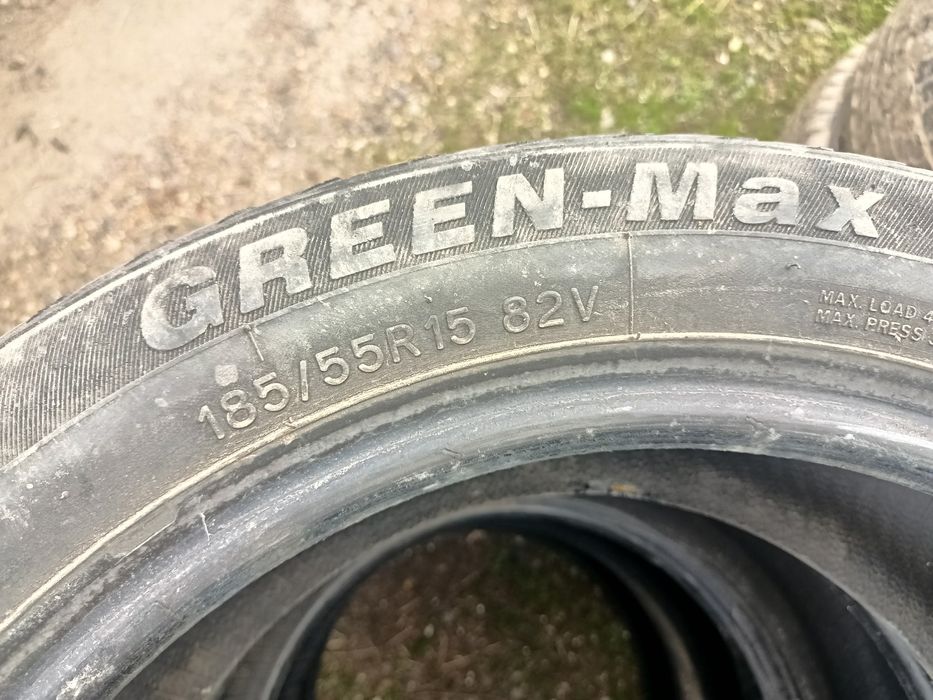 GREEN-Max
185/55R15 82V
MAX. LOAD
MAX. PRESS